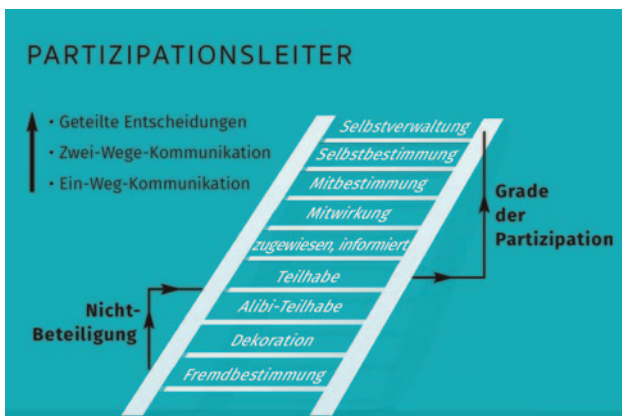 PARTIZIPATIONSLEITER
• Geteilte Entscheidungen
• Zwei-Wege-Kommunikation
• Ein-Weg-Kommunikation
Selbstverwaltung
Selbstbestimmung
Mitbestimmung
Mitwirkung
zugewiesen, informiert
Teilhabe
Alibi-Teilhabe
Dekoration
Fremdbestimmung
Grade
der
Partizipation
Nicht-
Beteiligung